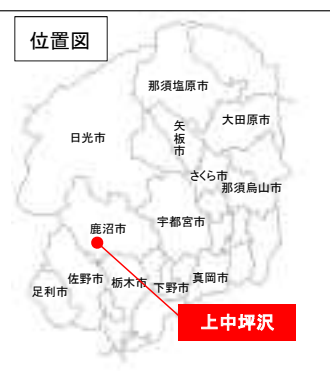 位置図
那須塩原市
大田原市
矢板市
日光市
さくら市
那須烏山市
鹿沼市
宇都宮市
佐野市
栃木市
下野市
真岡市
足利市
上中坪沢